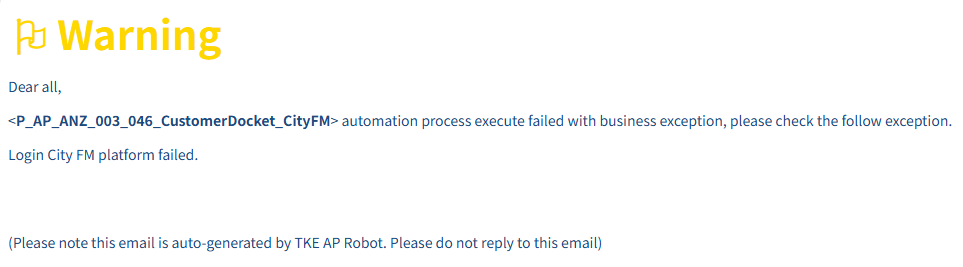 Warning
Dear all,
<P_AP_ANZ_003_046_CustomerDocket_CityFM> automation process execute failed with business exception, please check the follow exception.
Login City FM platform failed.
(Please note this email is auto-generated by TKE AP Robot. Please do not reply to this email)